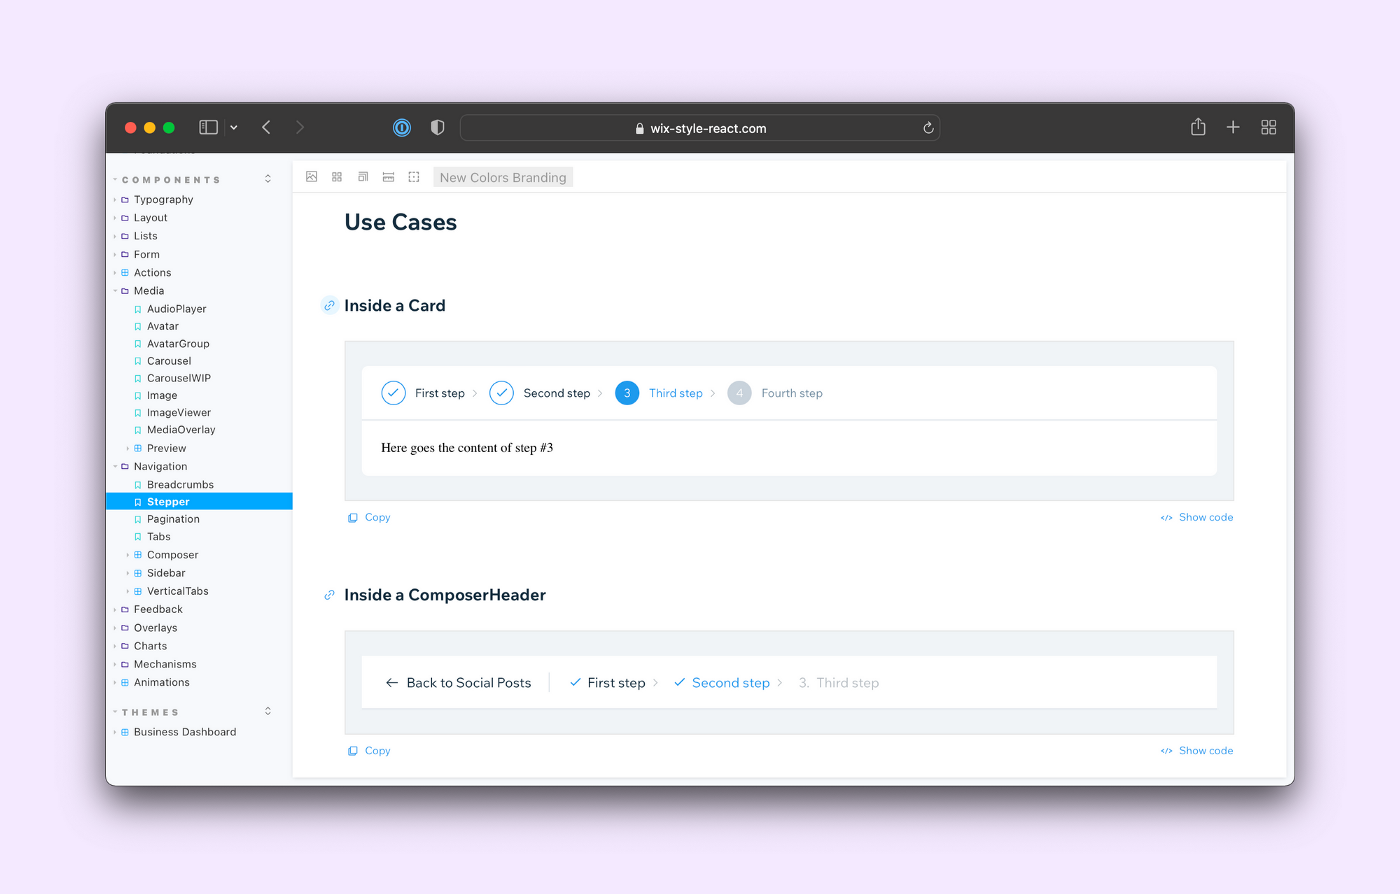 wix-style-react.com
COMPONENTS
Typography
Layout
Lists
Form
Actions
Media
AudioPlayer
Avatar
AvatarGroup
Carousel
CarouselWIP
Image
ImageViewer
MediaOverlay
Preview
Navigation
Breadcrumbs
Stepper
Pagination
Tabs
Composer
Sidebar
VerticalTabs
Feedback
Overlays
Charts
Mechanisms
Animations
THEMES
Business Dashboard
New Colors Branding
Use Cases
Inside a Card
First step Second step 3 Third step 4 Fourth step
Here goes the content of step #3
Copy </> Show code
Inside a ComposerHeader
Back to Social Posts First step Second step 3. Third step
Copy </> Show code